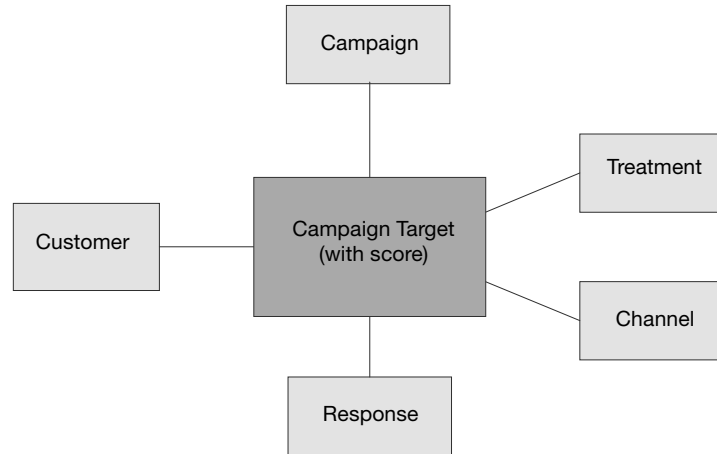 Campaign
Treatment
Campaign Target
(with score)
Customer
Channel
Response